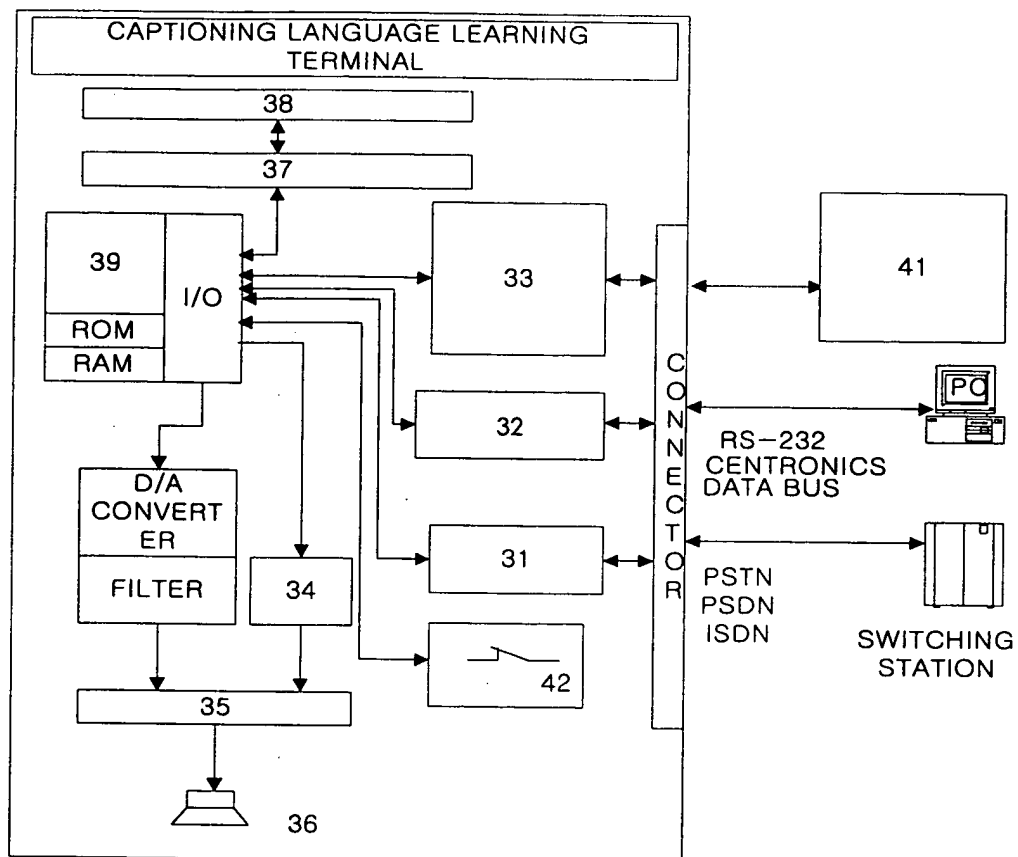 CAPTIONING LANGUAGE LEARNING
TERMINAL
38
37
39
I/O
ROM
RAM
33
41
32
PC
RS-232
CENTRONICS
DATA BUS
CONNECTOR
D/A
CONVERT
ER
FILTER
34
31
PSTN
PSDN
ISDN
SWITCHING
STATION
42
35
36